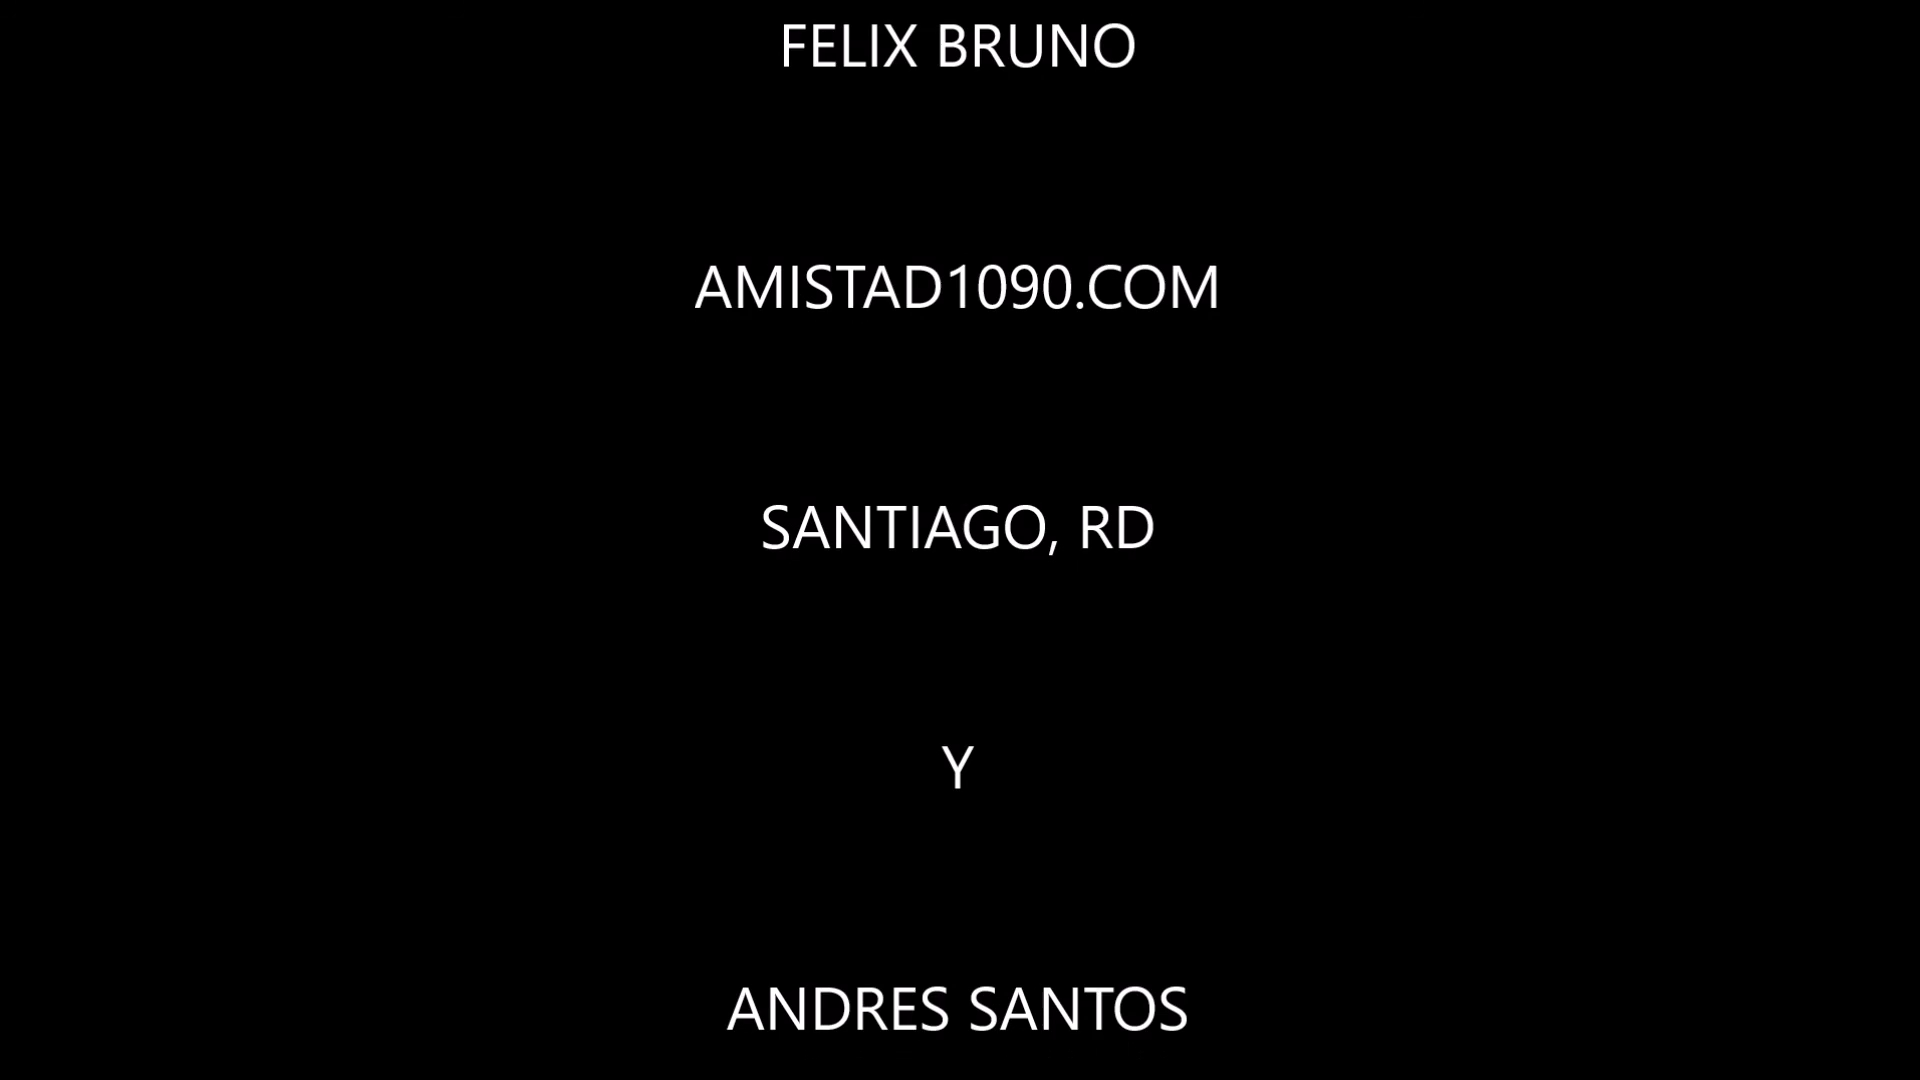 FELIX BRUNO
AMISTAD1090.COM
SANTIAGO, RD
Y
ANDRES SANTOS